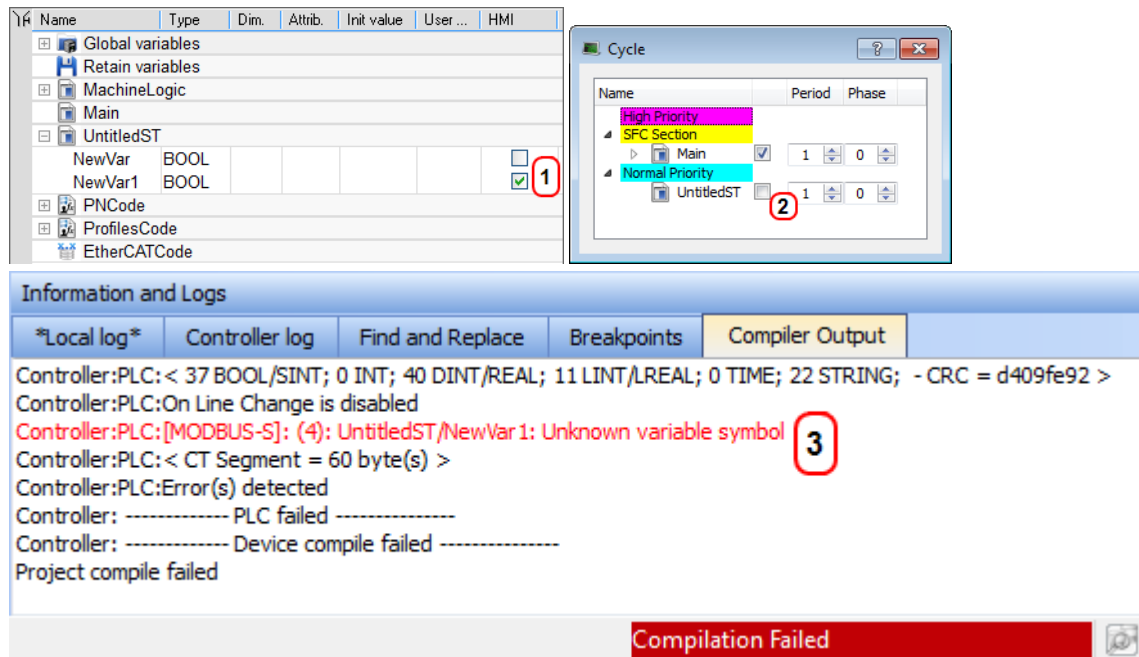 Name Type Dim. Attrib. Init value User ... HMI
Global variables
Retain variables
MachineLogic
Main
UntitledST
NewVar BOOL
NewVar1 BOOL
1
PNCode
ProfilesCode
EtherCATCode
Cycle
Name Period Phase
High Priority
SFC Section
Main 1 0
Normal Priority
UntitledST 1 0
2
Information and Logs
*Local log* Controller log Find and Replace Breakpoints Compiler Output
Controller:PLC:< 37 BOOL/SINT; 0 INT; 40 DINT/REAL; 11 LINT/LREAL; 0 TIME; 22 STRING; - CRC = d409fe92 >
Controller:PLC:On Line Change is disabled
Controller:PLC:[MODBUS-S]: (4): UntitledST/NewVar1: Unknown variable symbol
3
Controller:PLC:< CT Segment = 60 byte(s) >
Controller:PLC:Error(s) detected
Controller: ------------- PLC failed ---------------
Controller: ------------- Device compile failed ---------------
Project compile failed
Compilation Failed